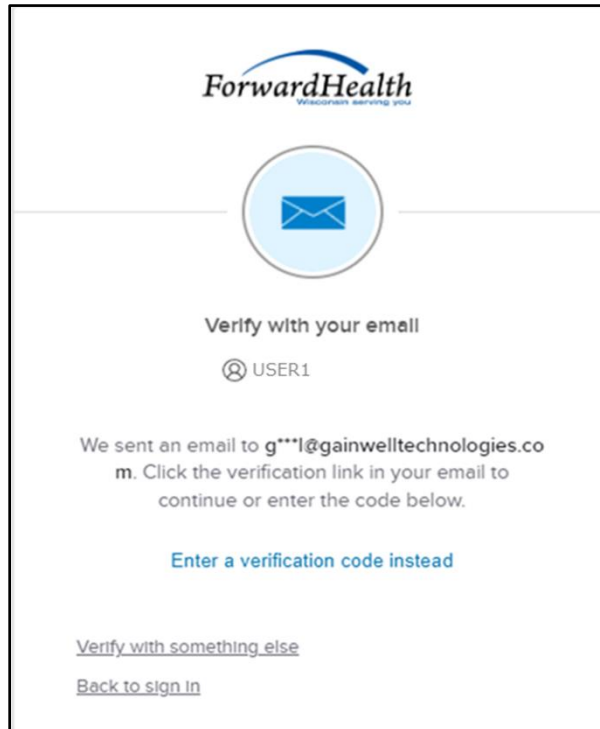 ForwardHealth
Wisconsin serving you
Verify with your email
USER1
We sent an email to g***l@gainwelltechnologies.co
m. Click the verification link in your email to
continue or enter the code below.
Enter a verification code instead
Verify with something else
Back to sign in